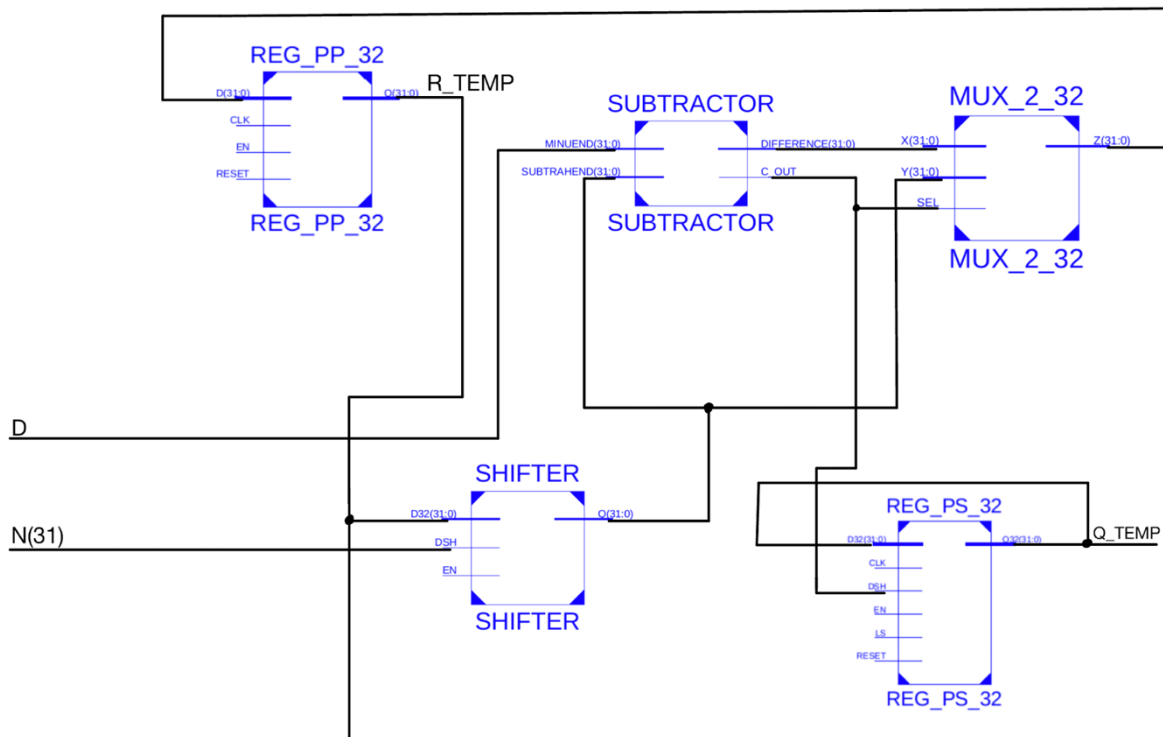 REG_PP_32
D(31:0)
O(31:0)
R_TEMP
CLK
EN
RESET
REG_PP_32
SUBTRACTOR
MINUEND(31:0)
DIFFERENCE(31:0)
SUBTRAHEND(31:0)
C_OUT
SUBTRACTOR
MUX_2_32
X(31:0)
Z(31:0)
Y(31:0)
SEL
MUX_2_32
D
N(31)
SHIFTER
D32(31:0)
O(31:0)
DSH
EN
SHIFTER
REG_PS_32
D32(31:0)
O32(31:0)
Q_TEMP
CLK
DSH
EN
LS
RESET
REG_PS_32